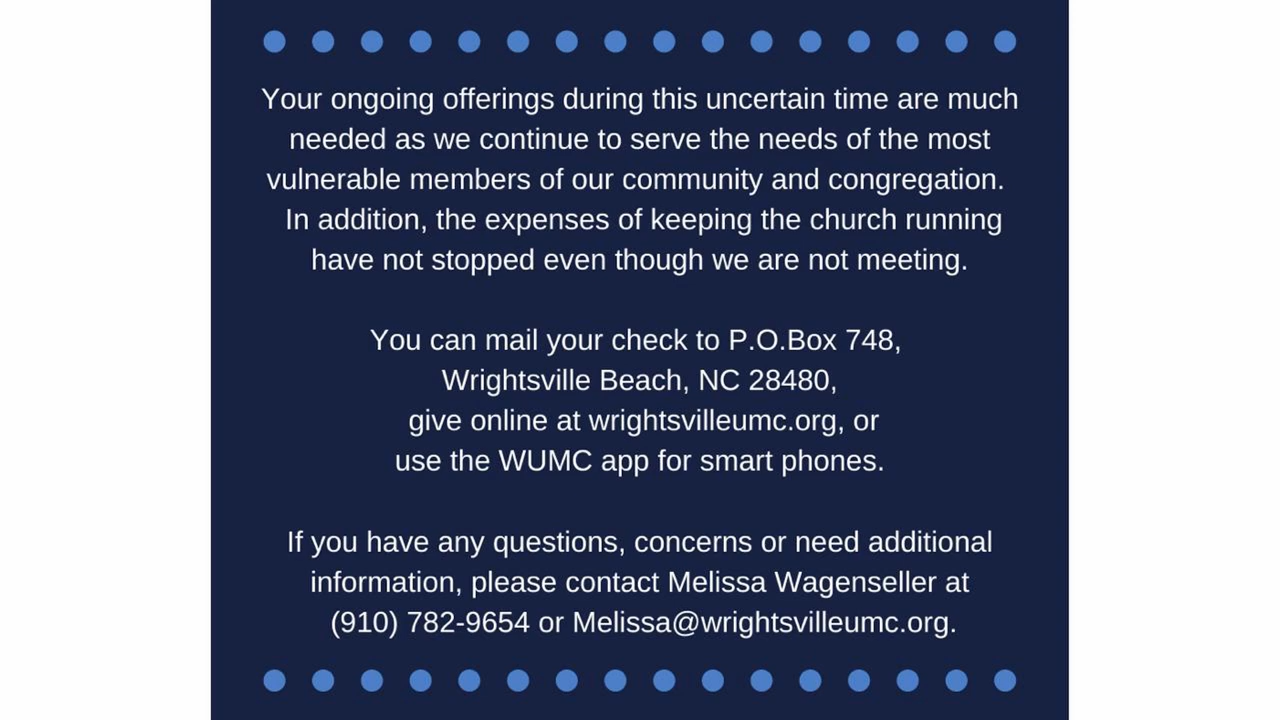 Your ongoing offerings during this uncertain time are much
needed as we continue to serve the needs of the most
vulnerable members of our community and congregation.
In addition, the expenses of keeping the church running
have not stopped even though we are not meeting.
You can mail your check to P.O.Box 748,
Wrightsville Beach, NC 28480,
give online at wrightsvilleumc.org, or
use the WUMC app for smart phones.
If you have any questions, concerns or need additional
information, please contact Melissa Wagenseller at
(910) 782-9654 or Melissa@wrightsvilleumc.org.